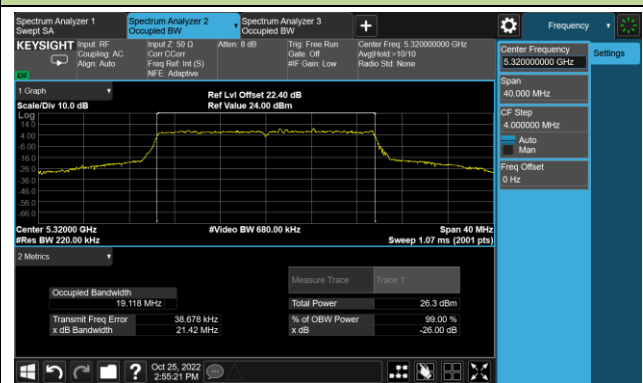 Spectrum Analyzer 1
Swept SA
Spectrum Analyzer 2
Occupied BW
Spectrum Analyzer 3
Occupied BW
+
Frequency
KEYSIGHT
Input: RF
Coupling: AC
Align: Auto
Input Z: 50 Ω
Corr CCorr
Freq Ref: Int (S)
NFE: Adaptive
Atten: 8 dB
Trig: Free Run
Gate: Off
#IF Gain: Low
Center Freq: 5.320000000 GHz
Avg|Hold:>10/10
Radio Std: None
Center Frequency
5.320000000 GHz
Settings
Span
40.000 MHz
CF Step
4.000000 MHz
Auto
Man
Freq Offset
0 Hz
1 Graph
Scale/Div 10.0 dB
Ref Lvl Offset 22.40 dB
Ref Value 24.00 dBm
Log
14.0
4.00
-6.00
-16.0
-26.0
-36.0
-46.0
-56.0
-66.0
Center 5.32000 GHz
#Res BW 220.00 kHz
#Video BW 680.00 kHz
Span 40 MHz
Sweep 1.07 ms (2001 pts)
2 Metrics
Measure Trace
Trace 1
Occupied Bandwidth
19.118 MHz
Total Power
26.3 dBm
Transmit Freq Error
38.678 kHz
% of OBW Power
99.00 %
x dB Bandwidth
21.42 MHz
x dB
-26.00 dB
?
Oct 25, 2022
2:55:21 PM